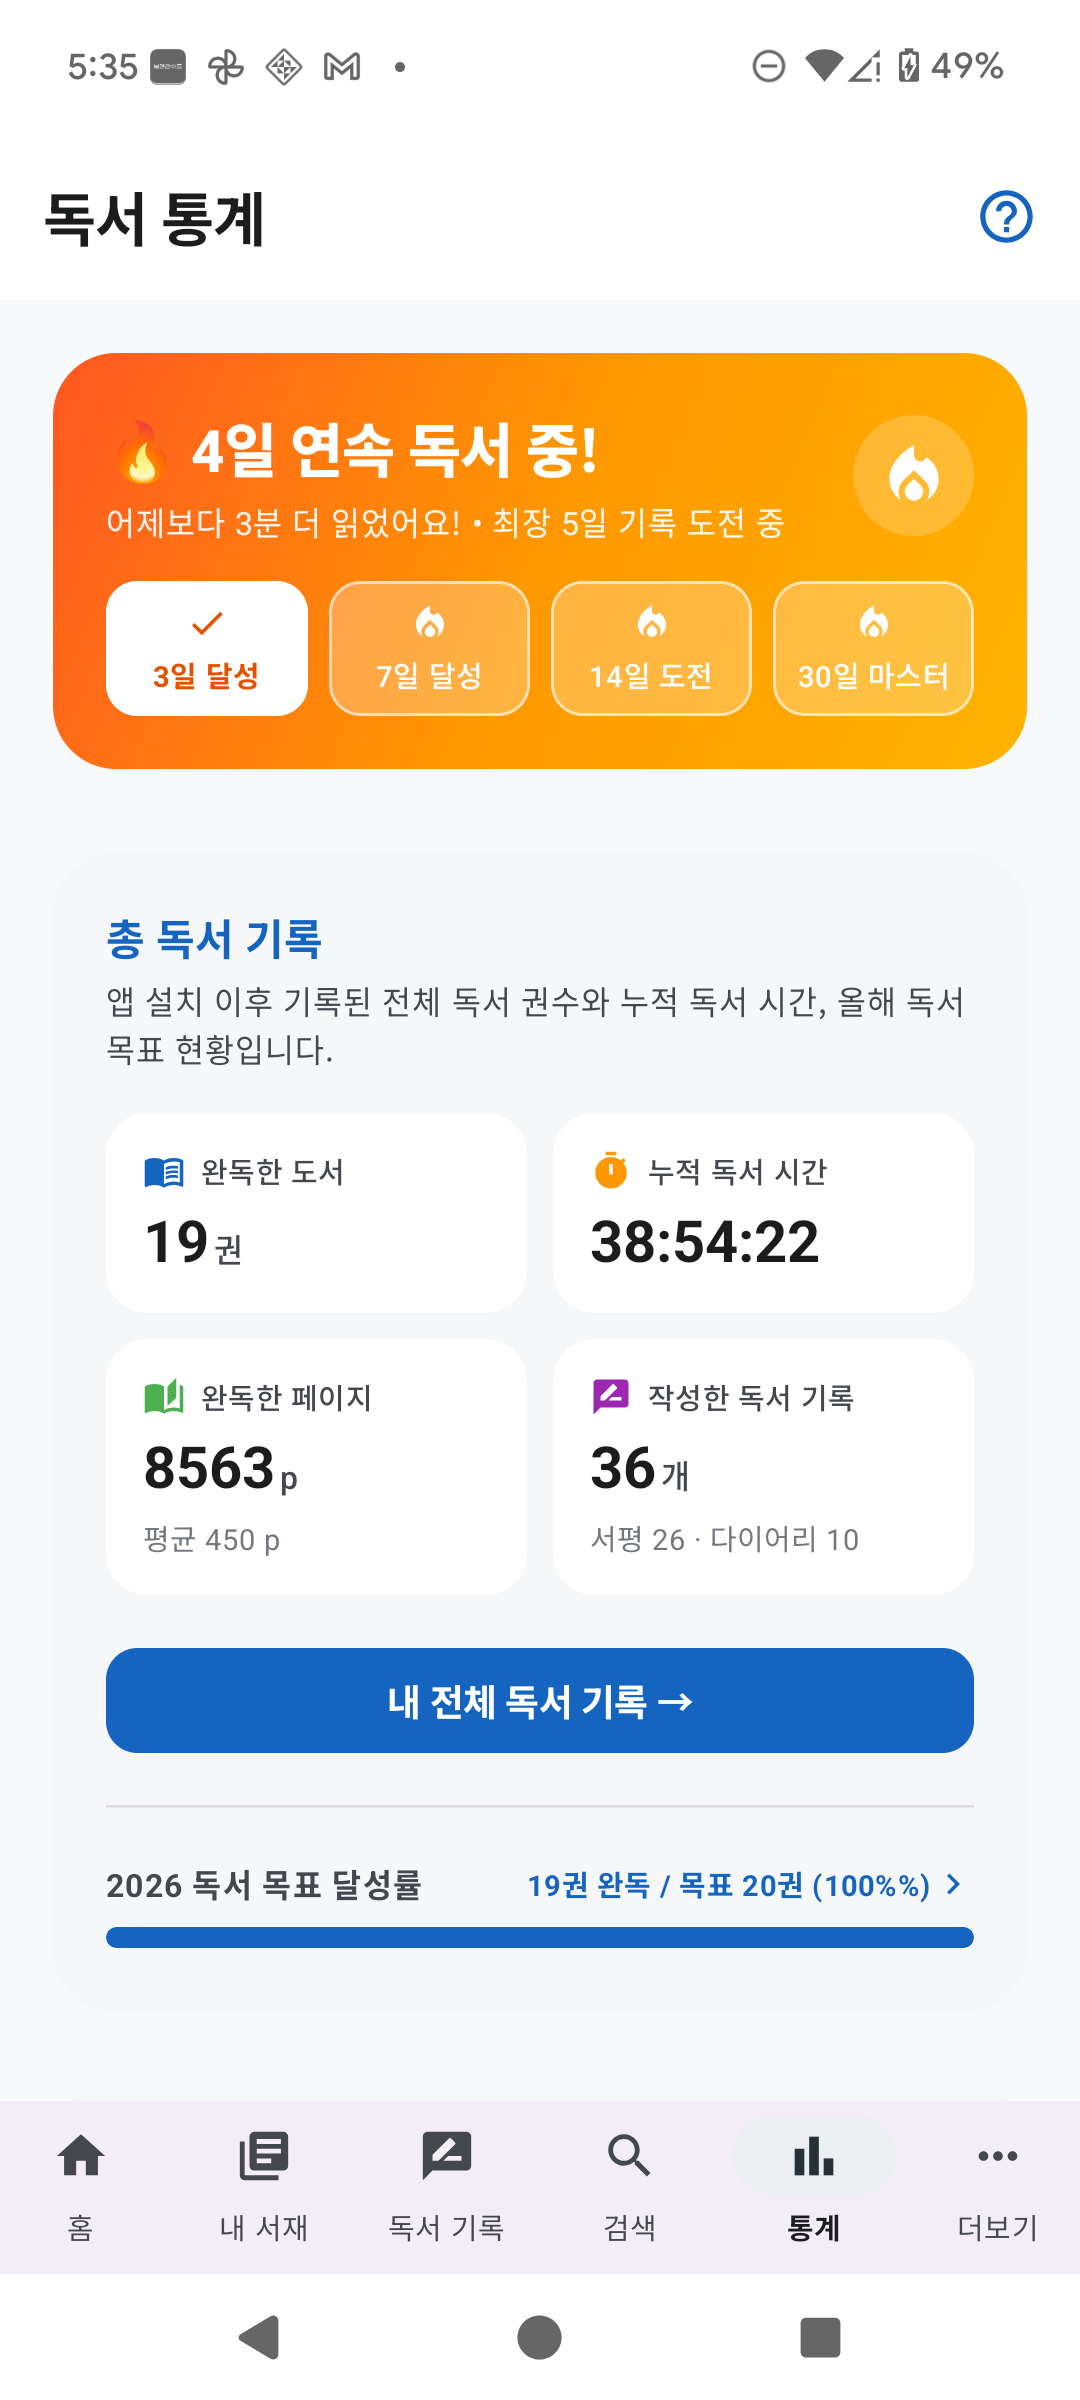 5:35
49%
독서 통계
🔥 4일 연속 독서 중!
어제보다 3분 더 읽었어요! • 최장 5일 기록 도전 중
3일 달성
7일 달성
14일 도전
30일 마스터
총 독서 기록
앱 설치 이후 기록된 전체 독서 권수와 누적 독서 시간, 올해 독서
목표 현황입니다.
완독한 도서
19권
누적 독서 시간
38:54:22
완독한 페이지
8563 p
평균 450 p
작성한 독서 기록
36개
서평 26 · 다이어리 10
내 전체 독서 기록 →
2026 독서 목표 달성률
19권 완독 / 목표 20권 (100%%)
홈
내 서재
독서 기록
검색
통계
더보기